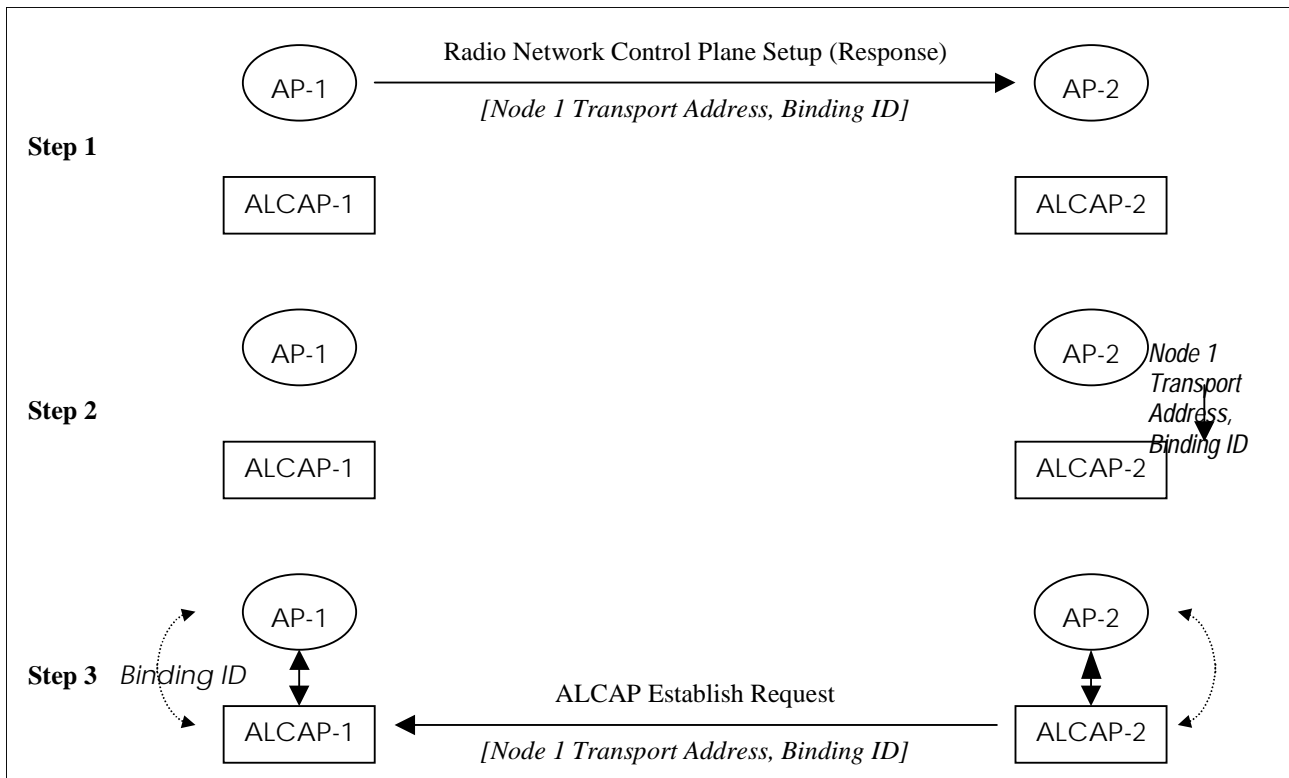 Radio Network Control Plane Setup (Response)
AP-1
AP-2
[Node 1 Transport Address, Binding ID]
Step 1
ALCAP-1
ALCAP-2
AP-1
AP-2
Node 1
Transport
Address,
Binding ID
Step 2
ALCAP-1
ALCAP-2
AP-1
AP-2
Step 3
Binding ID
ALCAP Establish Request
ALCAP-1
ALCAP-2
[Node 1 Transport Address, Binding ID]